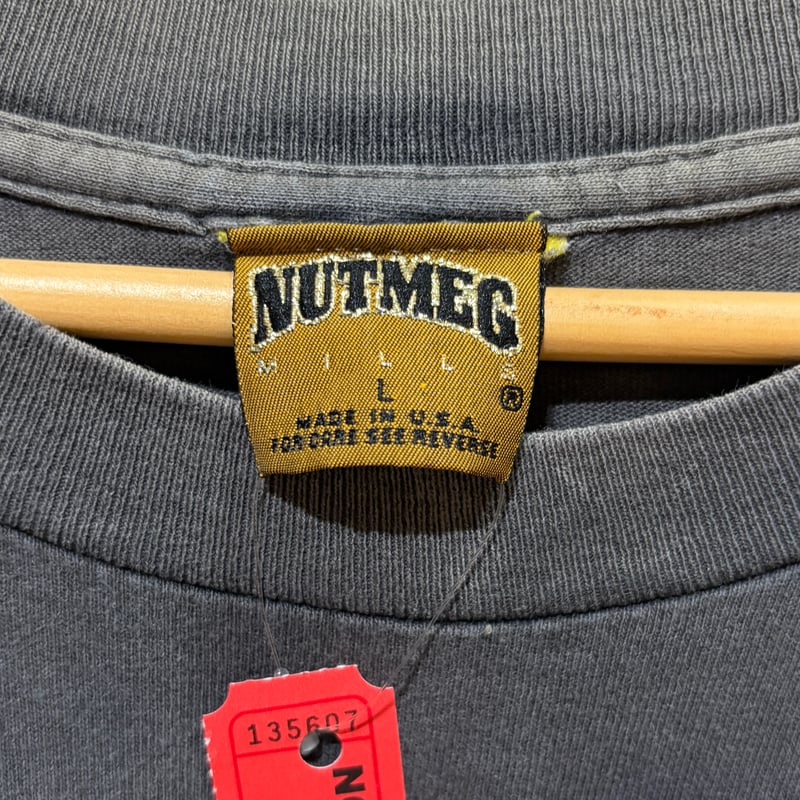 NUTMEG
MILLS
L
®
MADE IN U.S.A.
FOR CARE SEE REVERSE
135607